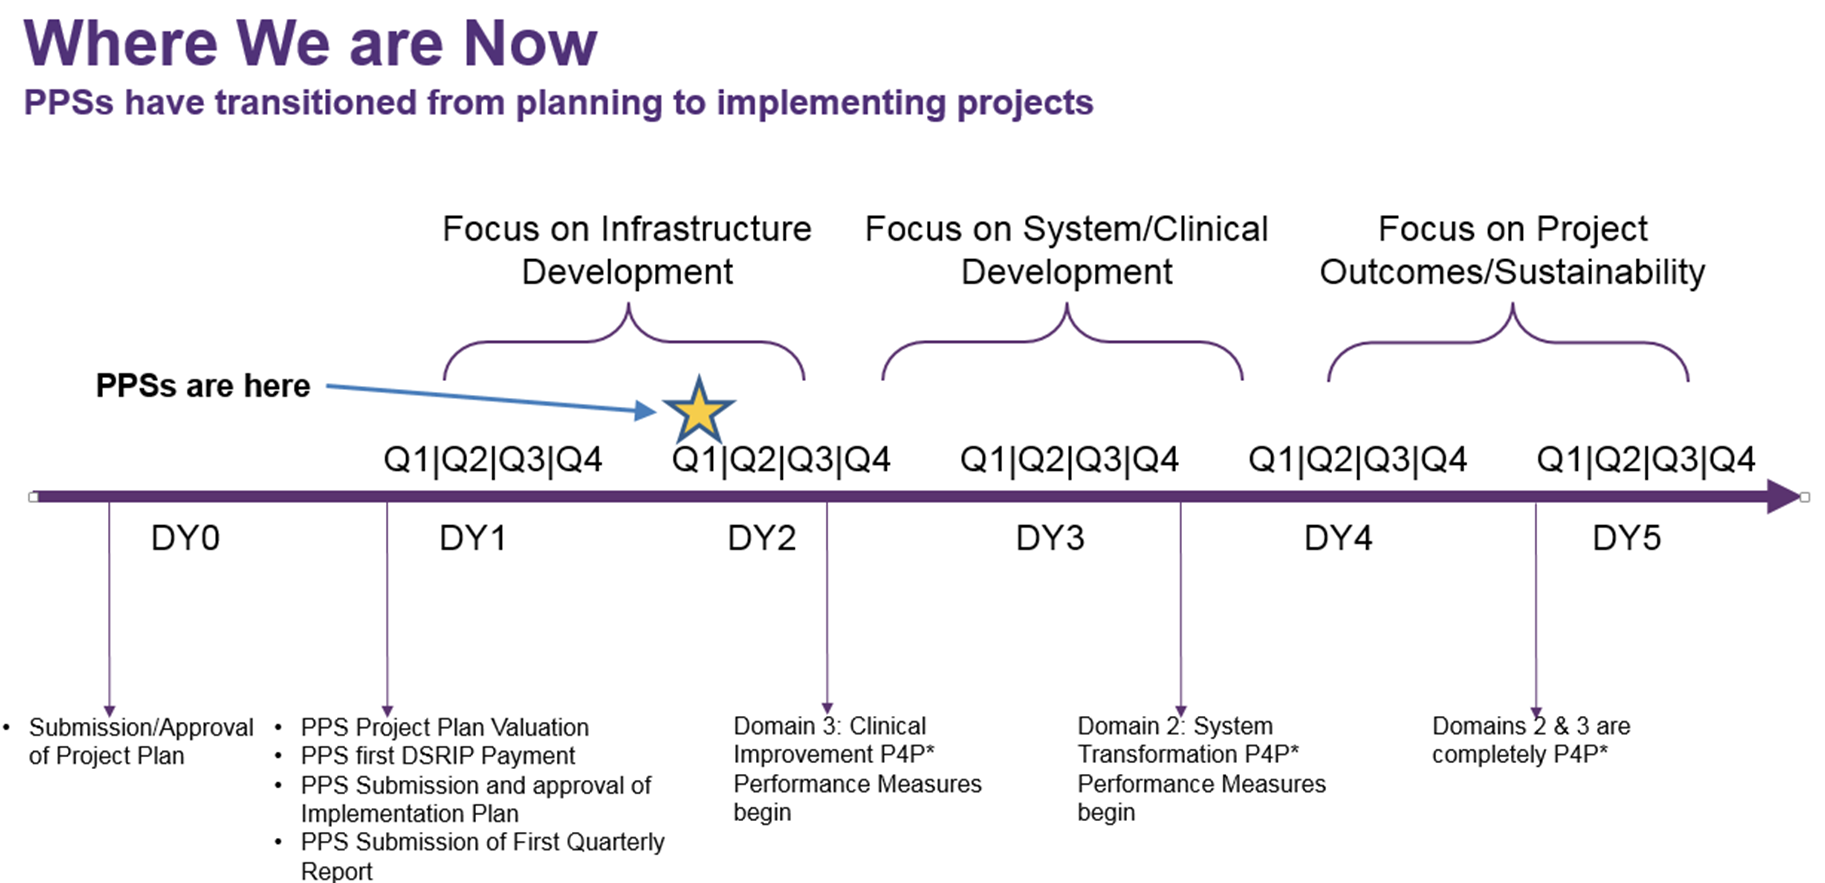 Where We are Now
PPSs have transitioned from planning to implementing projects
Focus on Infrastructure
Development
Focus on System/Clinical
Development
Focus on Project
Outcomes/Sustainability
PPSs are here
Q1|Q2|Q3|Q4
Q1|Q2|Q3|Q4
Q1|Q2|Q3|Q4
Q1|Q2|Q3|Q4
Q1|Q2|Q3|Q4
DY0
DY1
DY2
DY3
DY4
DY5
• Submission/Approval
of Project Plan
• PPS Project Plan Valuation
• PPS first DSRIP Payment
• PPS Submission and approval of
Implementation Plan
• PPS Submission of First Quarterly
Report
Domain 3: Clinical
Improvement P4P*
Performance Measures
begin
Domain 2: System
Transformation P4P*
Performance Measures
begin
Domains 2 & 3 are
completely P4P*